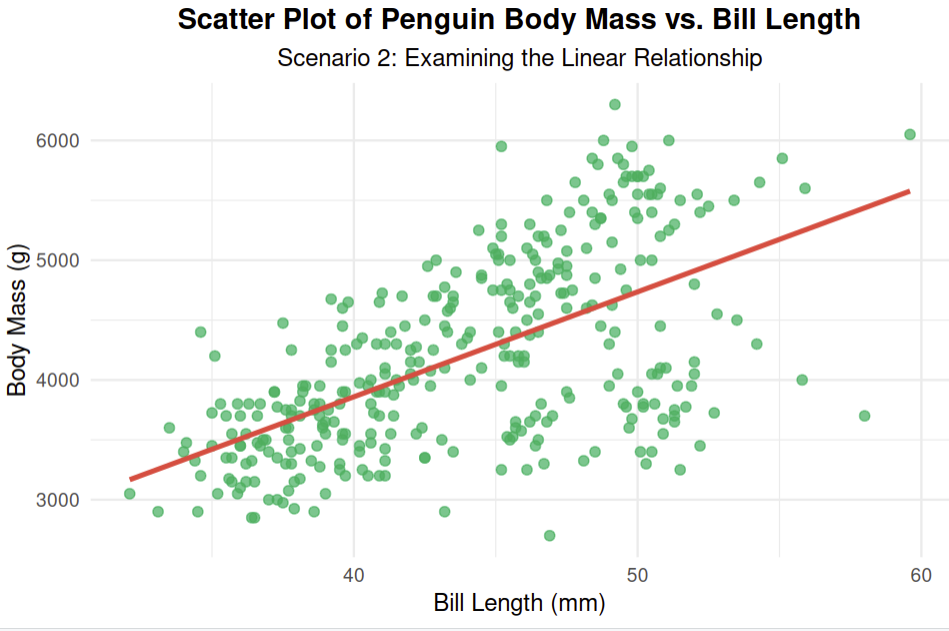 Scatter Plot of Penguin Body Mass vs. Bill Length
Scenario 2: Examining the Linear Relationship
6000
5000
4000
3000
Body Mass (g)
40 50 60
Bill Length (mm)